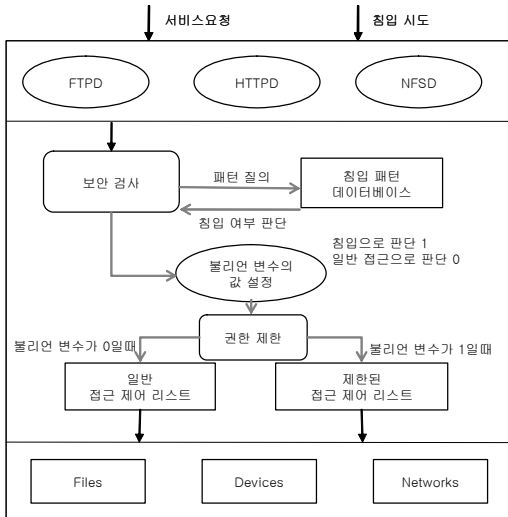 서비스요청
침입 시도
FTPD
HTTPD
NFSD
보안 검사
패턴 질의
침입 패턴
데이터베이스
침입 여부 판단
침입으로 판단 1
일반 접근으로 판단 0
불리언 변수의
값 설정
권한 제한
불리언 변수가 0일때
불리언 변수가 1일때
일반
접근 제어 리스트
제한된
접근 제어 리스트
Files
Devices
Networks